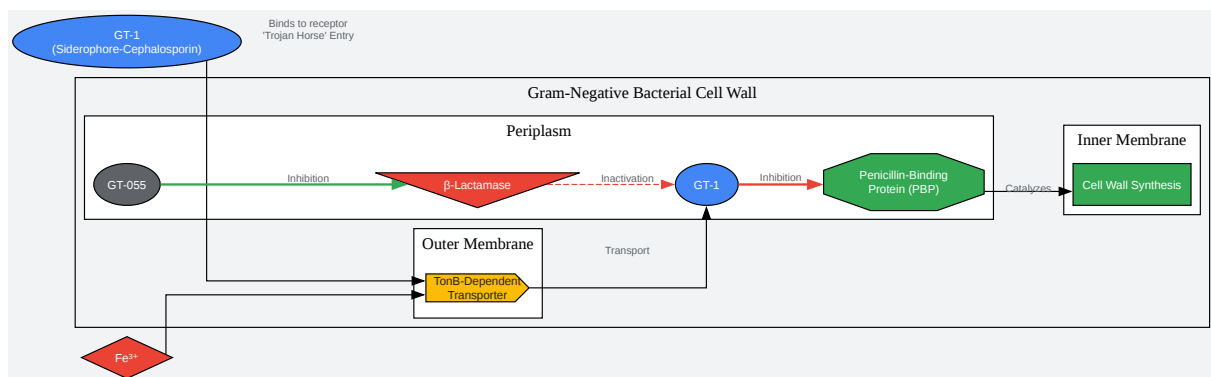 GT-1
(Siderophore-Cephalosporin)
Binds to receptor
'Trojan Horse' Entry
Gram-Negative Bacterial Cell Wall
Periplasm
Inner Membrane
GT-055
Inhibition
β-Lactamase
Inactivation
GT-1
Inhibition
Penicillin-Binding
Protein (PBP)
Catalyzes
Cell Wall Synthesis
Outer Membrane
Transport
TonB-Dependent
Transporter
Fe³⁺